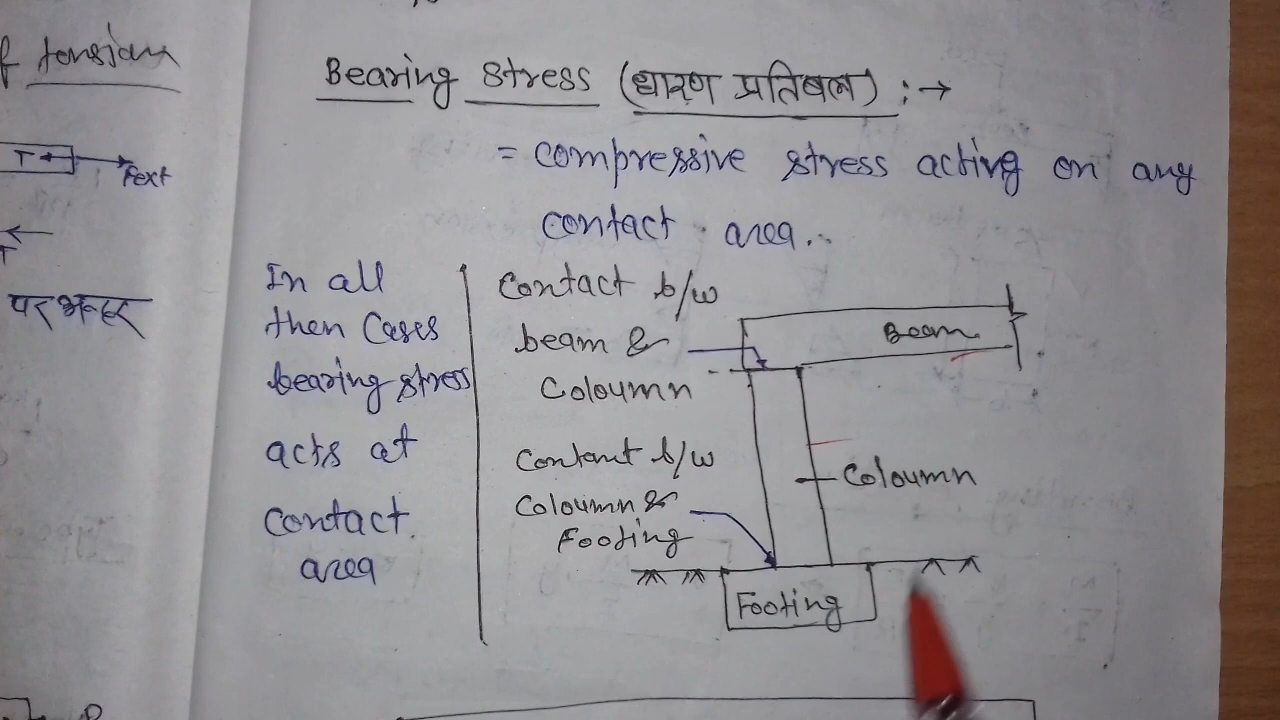 f tension
T
Fext
T
Bearing Stress (धारण प्रतिबल) : →
= compressive stress acting on any
contact area.
In all
then Cases
bearing stress
acts at
contact.
area
Contact b/w
beam &
Coloumn
Contant b/w
Coloumn &
Footing
Beam
Coloumn
Footing